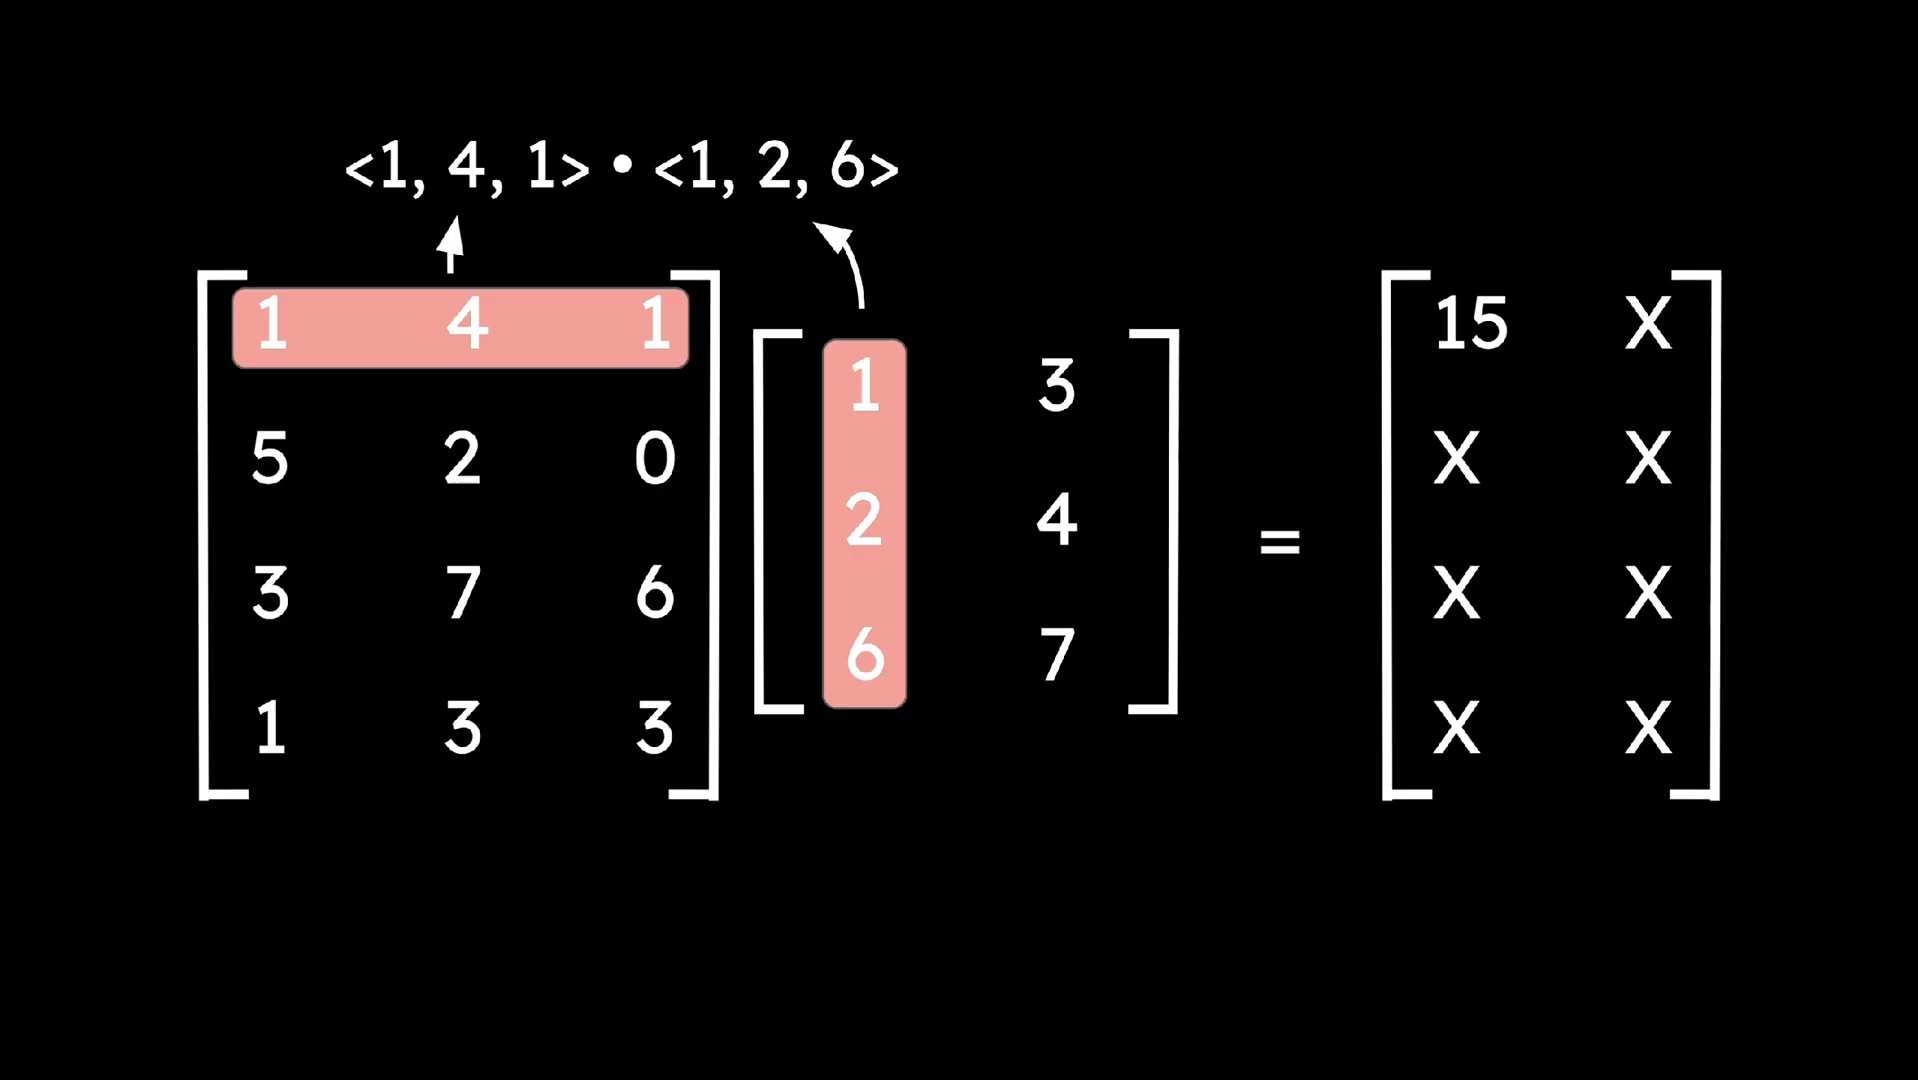 <1, 4, 1> • <1, 2, 6>
1 4 1
5 2 0
3 7 6
1 3 3
1 3
2 4
6 7
=
15 X
X X
X X
X X